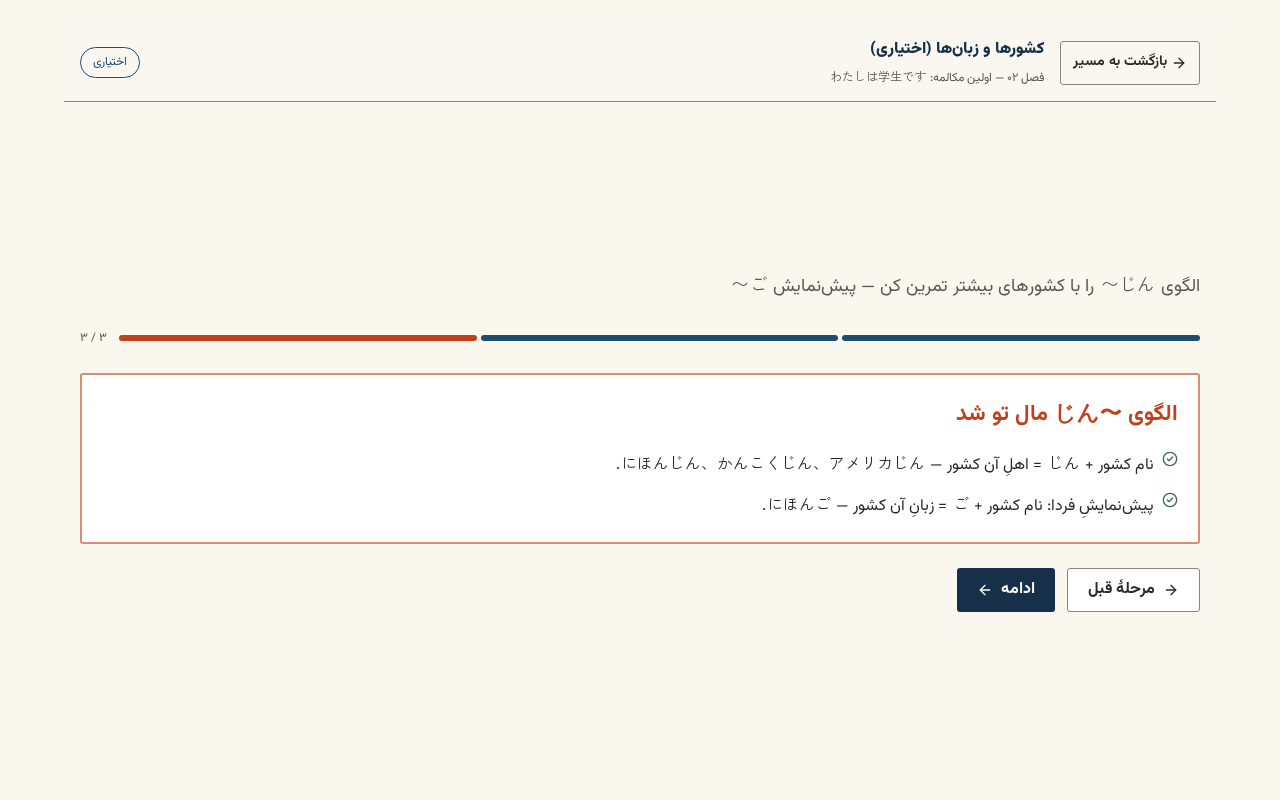 بازگشت به مسیر
کشورها و زبان‌ها (اختیاری)
فصل ۰۲ — اولین مکالمه: わたしは学生です
اختیاری
الگوی 〜じん را با کشورهای بیشتر تمرین کن — پیش‌نمایش 〜ご
۳ / ۳
الگوی 〜じん مال تو شد
نام کشور + じん = اهلِ آن کشور — にほんじん、かんこくじん、アメリカじん.
پیش‌نمایشِ فردا: نام کشور + ご = زبانِ آن کشور — にほんご.
مرحلهٔ قبل
ادامه